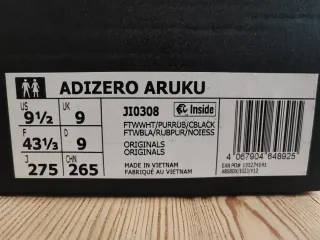 ADIZERO ARUKU
US 9½ UK 9
F 43⅓ D 9
J 275 CHN 265
JI0308 Inside
FTWWHT/PURRUB/CBLACK
FTWBLA/RUBPUR/NOIESS
ORIGINALS
ORIGINALS
MADE IN VIETNAM
FABRIQUÉ AU VIETNAM
4 067904 648925